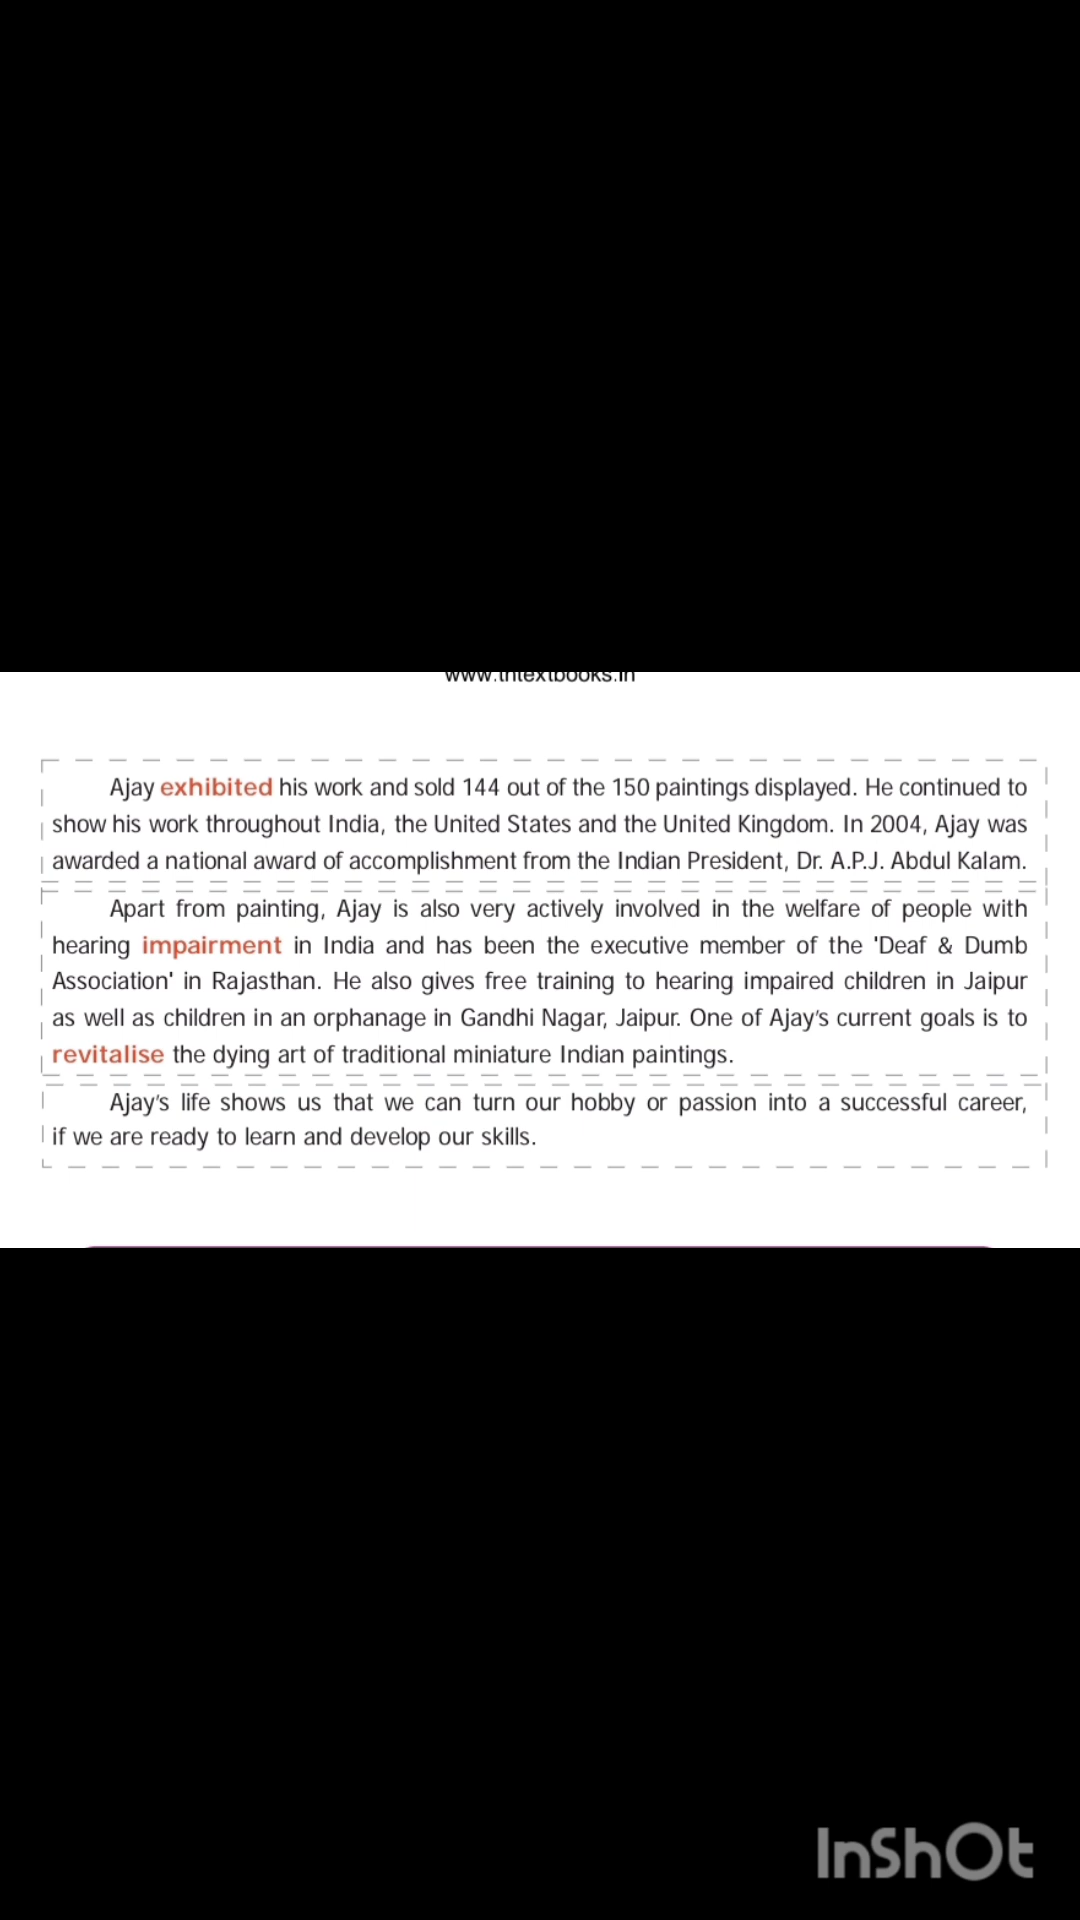 www.tntextbooks.in
Ajay exhibited his work and sold 144 out of the 150 paintings displayed. He continued to
show his work throughout India, the United States and the United Kingdom. In 2004, Ajay was
awarded a national award of accomplishment from the Indian President, Dr. A.P.J. Abdul Kalam.
Apart from painting, Ajay is also very actively involved in the welfare of people with
hearing impairment in India and has been the executive member of the 'Deaf & Dumb
Association' in Rajasthan. He also gives free training to hearing impaired children in Jaipur
as well as children in an orphanage in Gandhi Nagar, Jaipur. One of Ajay's current goals is to
revitalise the dying art of traditional miniature Indian paintings.
Ajay's life shows us that we can turn our hobby or passion into a successful career,
if we are ready to learn and develop our skills.
InShOt